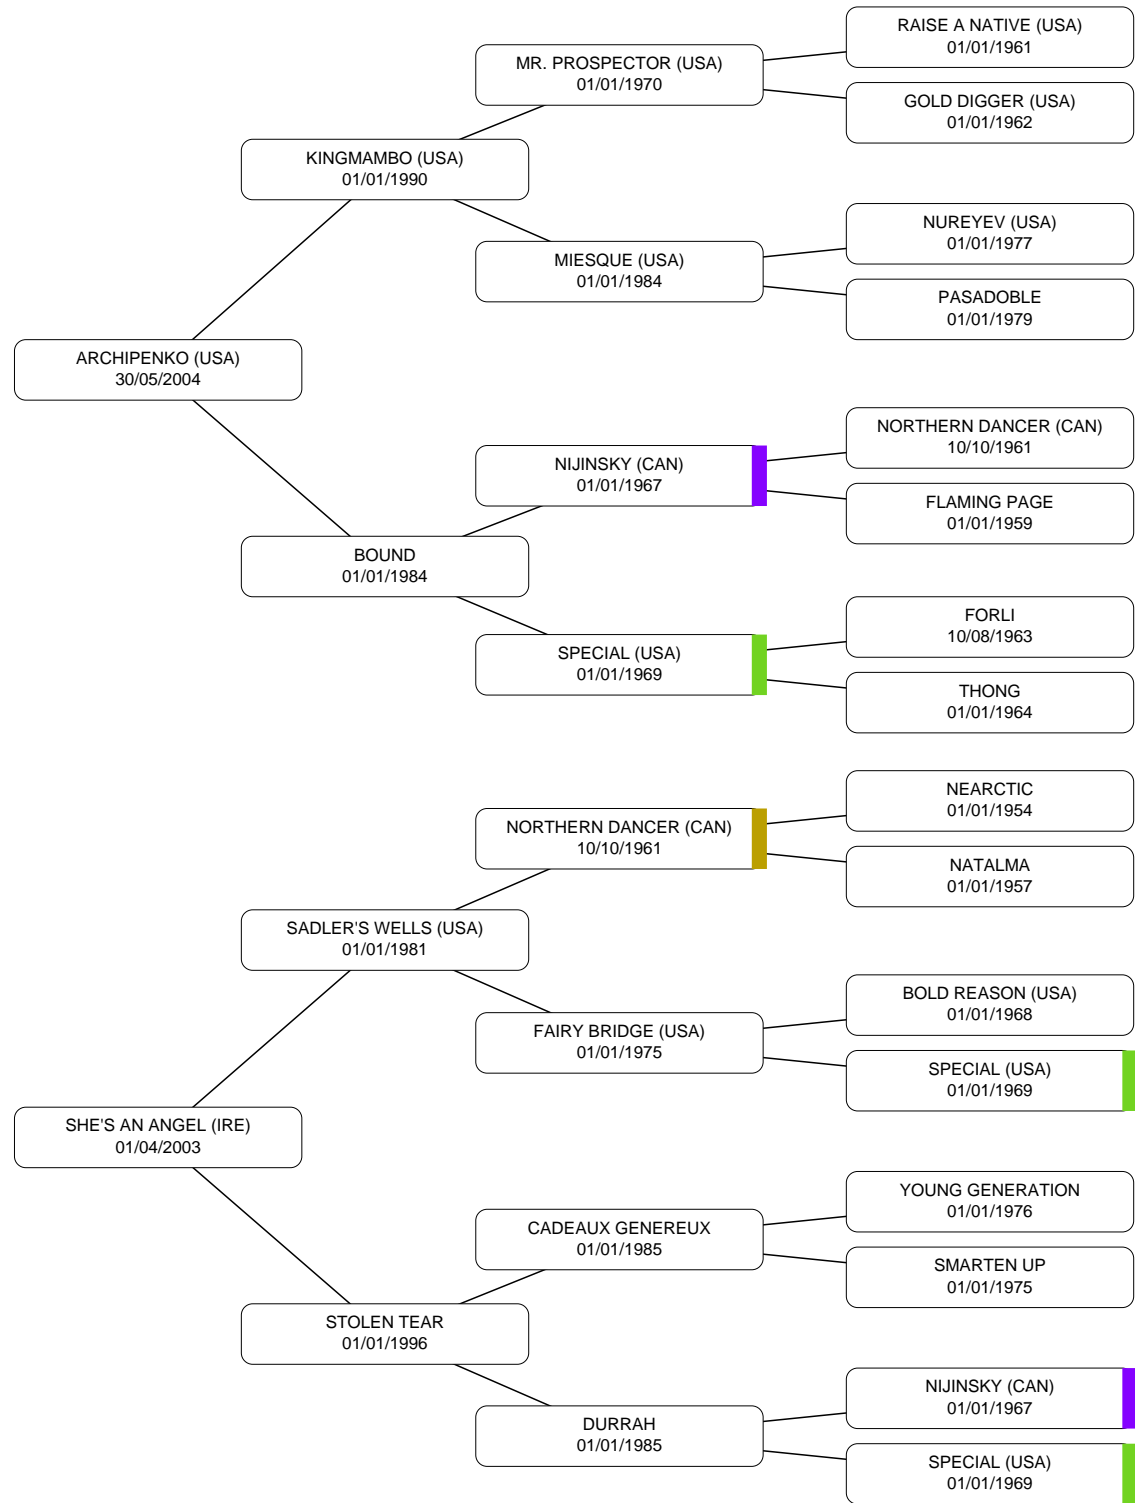 RAISE A NATIVE (USA)
01/01/1961
MR. PROSPECTOR (USA)
01/01/1970
GOLD DIGGER (USA)
01/01/1962
KINGMAMBO (USA)
01/01/1990
NUREYEV (USA)
01/01/1977
MIESQUE (USA)
01/01/1984
PASADOBLE
01/01/1979
ARCHIPENKO (USA)
30/05/2004
NORTHERN DANCER (CAN)
10/10/1961
NIJINSKY (CAN)
01/01/1967
FLAMING PAGE
01/01/1959
BOUND
01/01/1984
FORLI
10/08/1963
SPECIAL (USA)
01/01/1969
THONG
01/01/1964
NEARCTIC
01/01/1954
NORTHERN DANCER (CAN)
10/10/1961
NATALMA
01/01/1957
SADLER'S WELLS (USA)
01/01/1981
BOLD REASON (USA)
01/01/1968
FAIRY BRIDGE (USA)
01/01/1975
SPECIAL (USA)
01/01/1969
SHE'S AN ANGEL (IRE)
01/04/2003
YOUNG GENERATION
01/01/1976
CADEAUX GENEREUX
01/01/1985
SMARTEN UP
01/01/1975
STOLEN TEAR
01/01/1996
NIJINSKY (CAN)
01/01/1967
DURRAH
01/01/1985
SPECIAL (USA)
01/01/1969